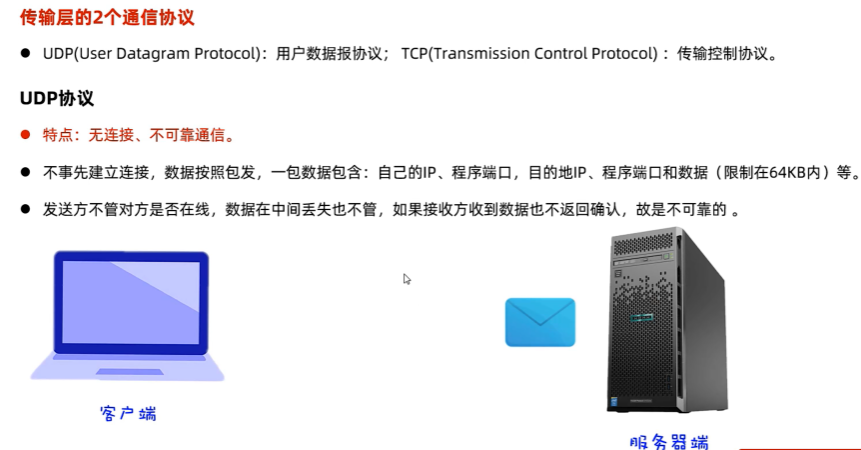 传输层的2个通信协议
● UDP(User Datagram Protocol)：用户数据报协议； TCP(Transmission Control Protocol) ：传输控制协议。
UDP协议
● 特点：无连接、不可靠通信。
● 不事先建立连接，数据按照包发，一包数据包含：自己的IP、程序端口，目的地IP、程序端口和数据（限制在64KB内）等。
● 发送方不管对方是否在线，数据在中间丢失也不管，如果接收方收到数据也不返回确认，故是不可靠的 。
客户端
服务器端